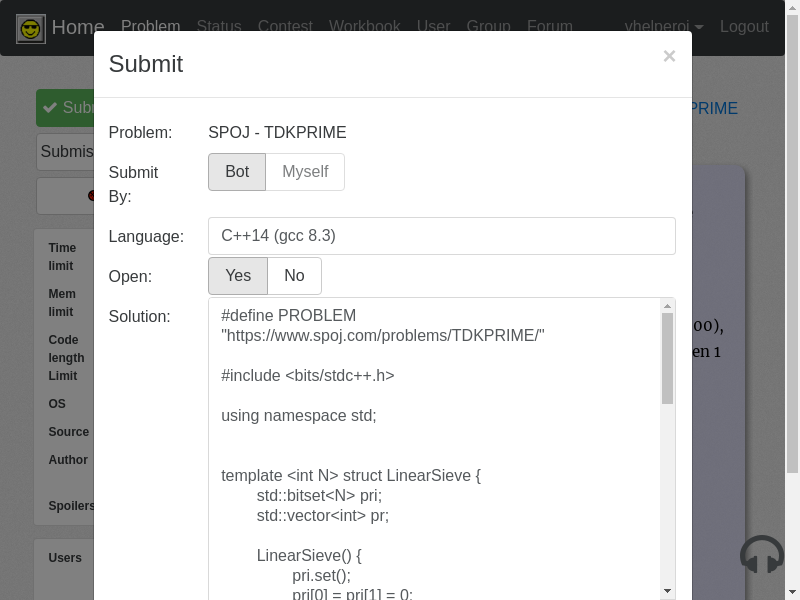 Home Problem Status Contest Workbook User Group Forum vhelperoj Logout
Submit ×
Problem: SPOJ - TDKPRIME
Submit By: Bot Myself
Language: C++14 (gcc 8.3)
Open: Yes No
Solution:
#define PROBLEM
"https://www.spoj.com/problems/TDKPRIME/"
#include <bits/stdc++.h>
using namespace std;
template <int N> struct LinearSieve {
std::bitset<N> pri;
std::vector<int> pr;
LinearSieve() {
pri.set();
pri[0] = pri[1] = 0;
Time
limit
Mem
limit
Code
length
Limit
OS
Source
Author
Spoilers
Users
PRIME
00),
en 1